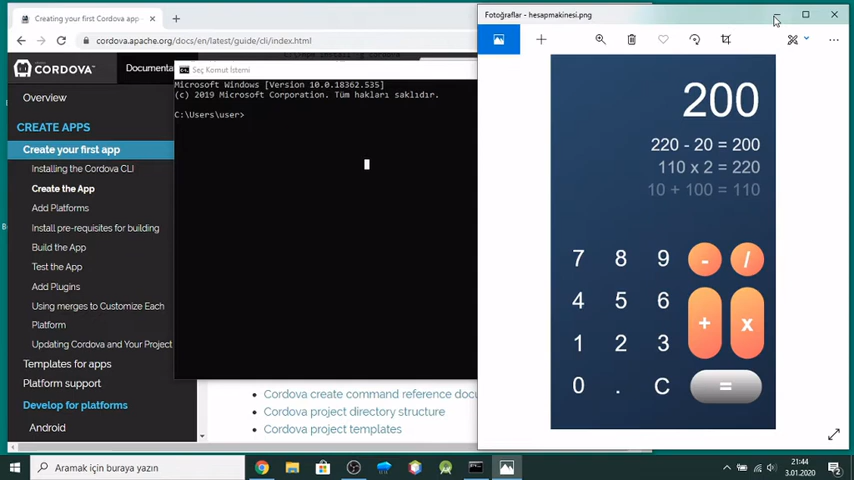 Creating your first Cordova app
cordova.apache.org/docs/en/latest/guide/cli/index.html
CORDOVA™
Documenta
Overview
CREATE APPS
Create your first app
Installing the Cordova CLI
Create the App
Add Platforms
Install pre-requisites for building
Build the App
Test the App
Add Plugins
Using merges to Customize Each
Platform
Updating Cordova and Your Project
Templates for apps
Platform support
Develop for platforms
Android
Seç Komut İstemi
Microsoft Windows [Version 10.0.18362.535]
(c) 2019 Microsoft Corporation. Tüm hakları saklıdır.
C:\Users\user>
Cordova create command reference docu
Cordova project directory structure
Cordova project templates
Fotoğraflar - hesapmakinesi.png
200
220 - 20 = 200
110 x 2 = 220
10 + 100 = 110
7 8 9 - /
4 5 6
+ x
1 2 3
0 . C =
Aramak için buraya yazın
21:44
3.01.2020
2